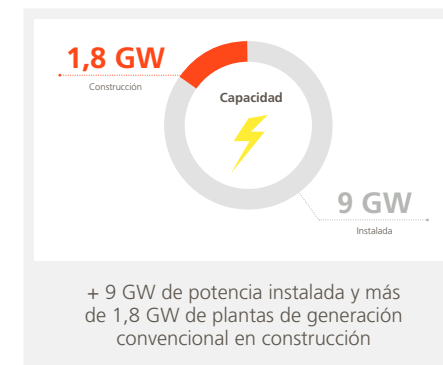 1,8 GW
Construcción
Capacidad
9 GW
Instalada
+ 9 GW de potencia instalada y más
de 1,8 GW de plantas de generación
convencional en construcción